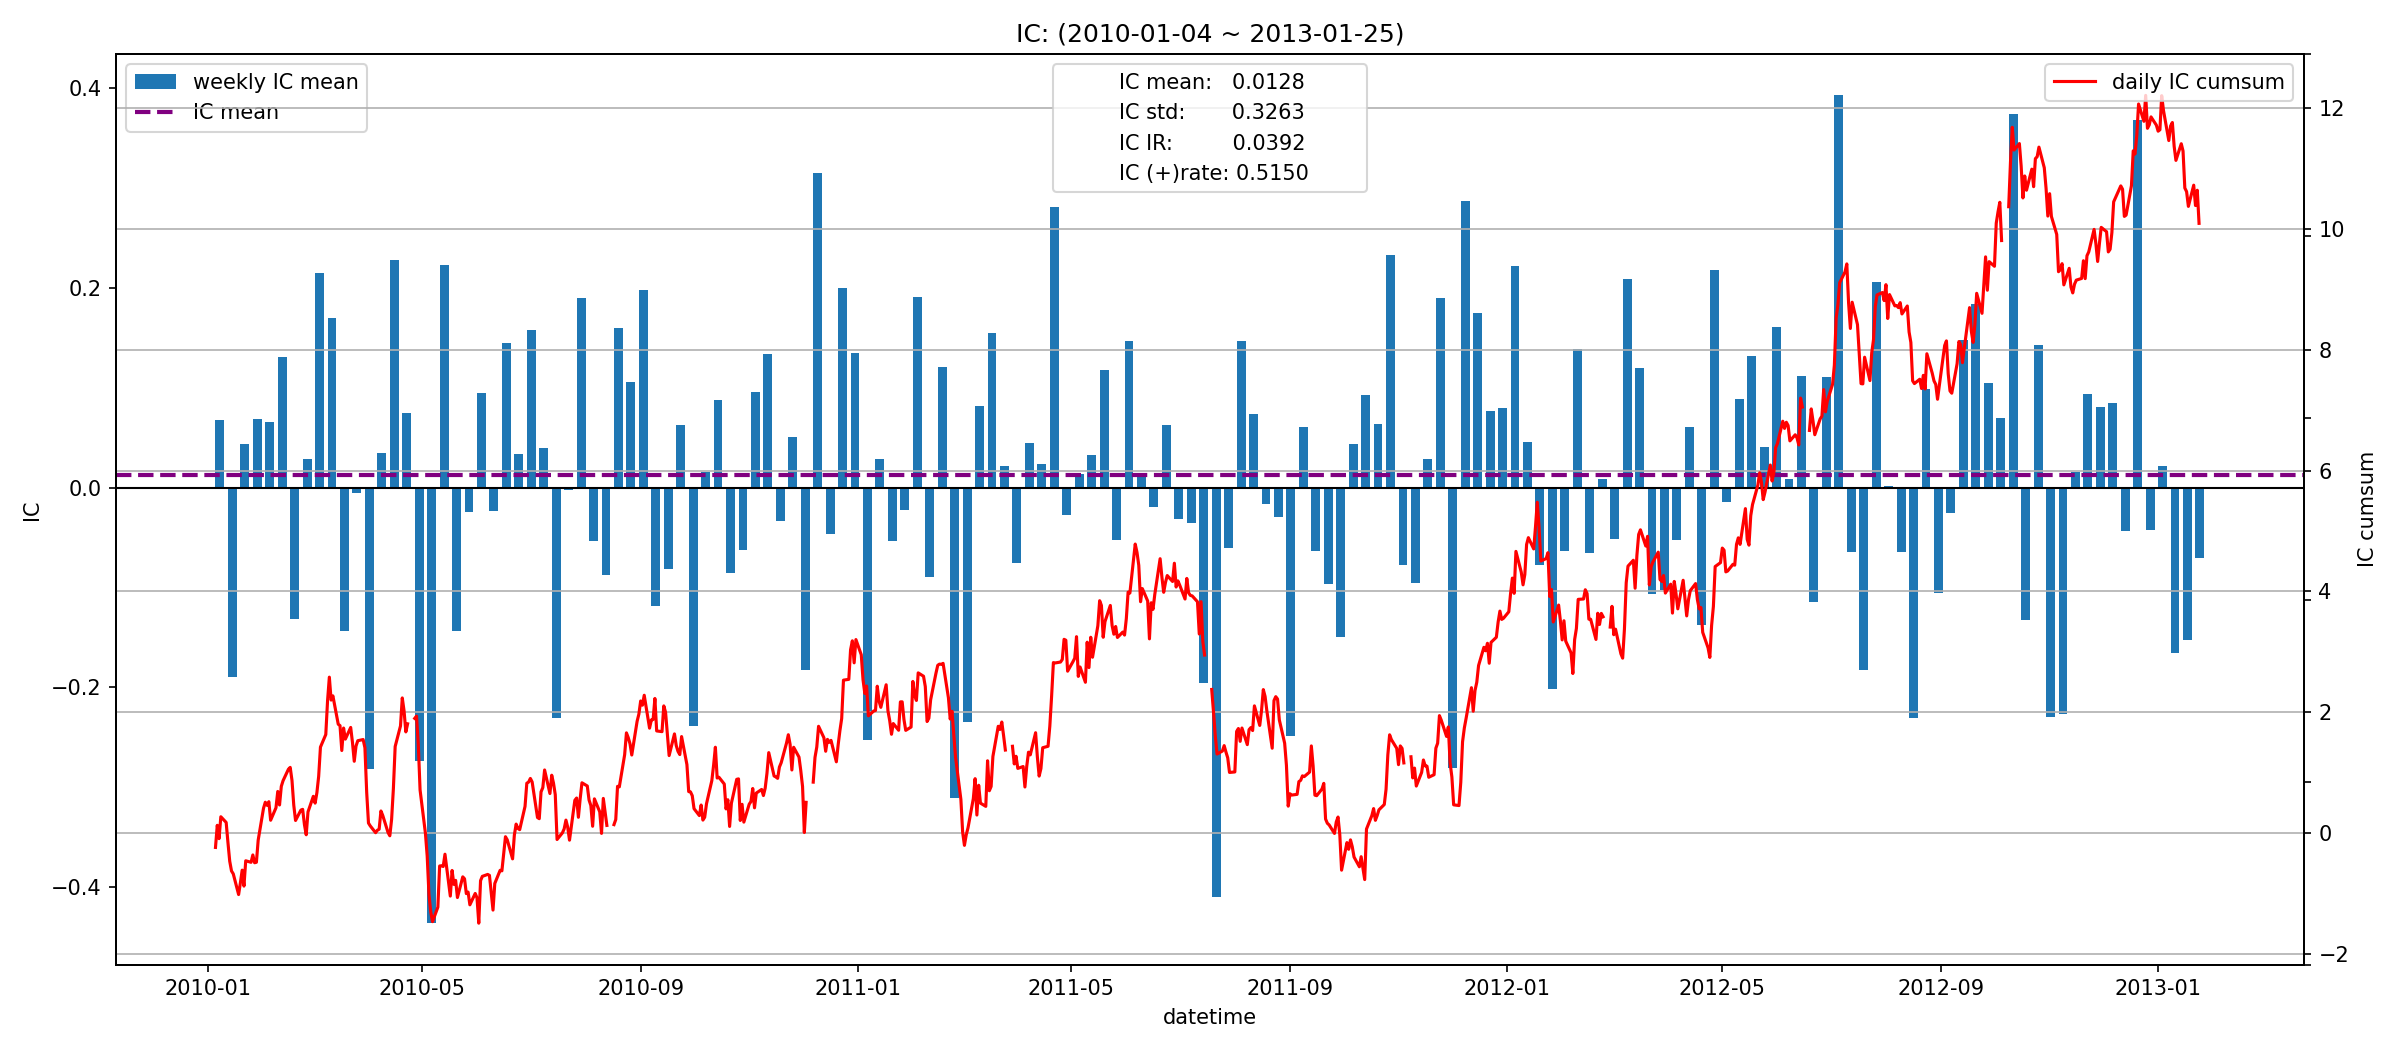 IC: (2010-01-04 ~ 2013-01-25)
weekly IC mean
IC mean
IC mean: 0.0128
IC std: 0.3263
IC IR: 0.0392
IC (+)rate: 0.5150
daily IC cumsum
0.4
0.2
0.0
−0.2
−0.4
IC
12
10
8
6
4
2
0
−2
IC cumsum
2010-01 2010-05 2010-09 2011-01 2011-05 2011-09 2012-01 2012-05 2012-09 2013-01
datetime